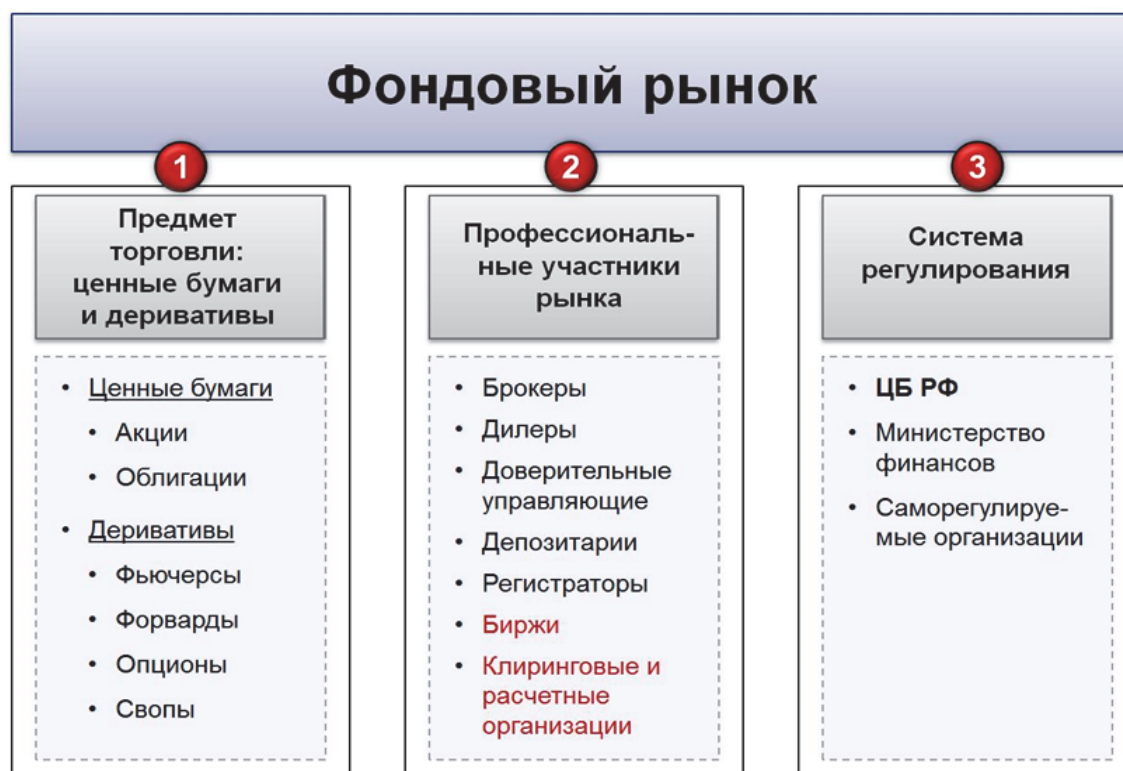 Фондовый рынок
1
Предмет
торговли:
ценные бумаги
и деривативы
• Ценные бумаги
• Акции
• Облигации
• Деривативы
• Фьючерсы
• Форварды
• Опционы
• Свопы
2
Профессиональ-
ные участники
рынка
• Брокеры
• Дилеры
• Доверительные
управляющие
• Депозитарии
• Регистраторы
• Биржи
• Клиринговые и
расчетные
организации
3
Система
регулирования
• ЦБ РФ
• Министерство
финансов
• Саморегулируе-
мые организации